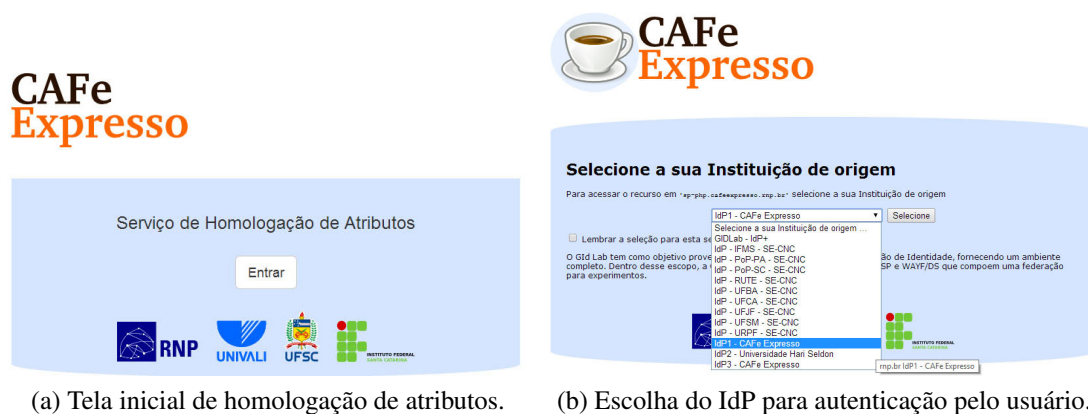 CAFe
Expresso
Serviço de Homologação de Atributos
Entrar
RNP
UNIVALI
UFSC
INSTITUTO FEDERAL
SANTA CATARINA
(a) Tela inicial de homologação de atributos.
CAFe
Expresso
Selecione a sua Instituição de origem
Para acessar o recurso em 'sp-php.cafeexpresso.rnp.br' selecione a sua Instituição de origem
IdP1 - CAFe Expresso
Selecione
Selecione a sua Instituição de origem ...
GIDLab - IdP+
IdP - IFMS - SE-CNC
IdP - PoP-PA - SE-CNC
IdP - PoP-SC - SE-CNC
IdP - RUTE - SE-CNC
IdP - UFBA - SE-CNC
IdP - UFCA - SE-CNC
IdP - UFJF - SE-CNC
IdP - UFSM - SE-CNC
IdP - URPF - SE-CNC
IdP1 - CAFe Expresso
IdP2 - Universidade Hari Seldon
IdP3 - CAFe Expresso
rnp.br IdP1 - CAFe Expresso
Lembrar a seleção para esta se
O GId Lab tem como objetivo prove ão de Identidade, fornecendo um ambiente
completo. Dentro desse escopo, a SP e WAYF/DS que compoem uma federação
para experimentos.
INSTITUTO FEDERAL
SANTA CATARINA
(b) Escolha do IdP para autenticação pelo usuário